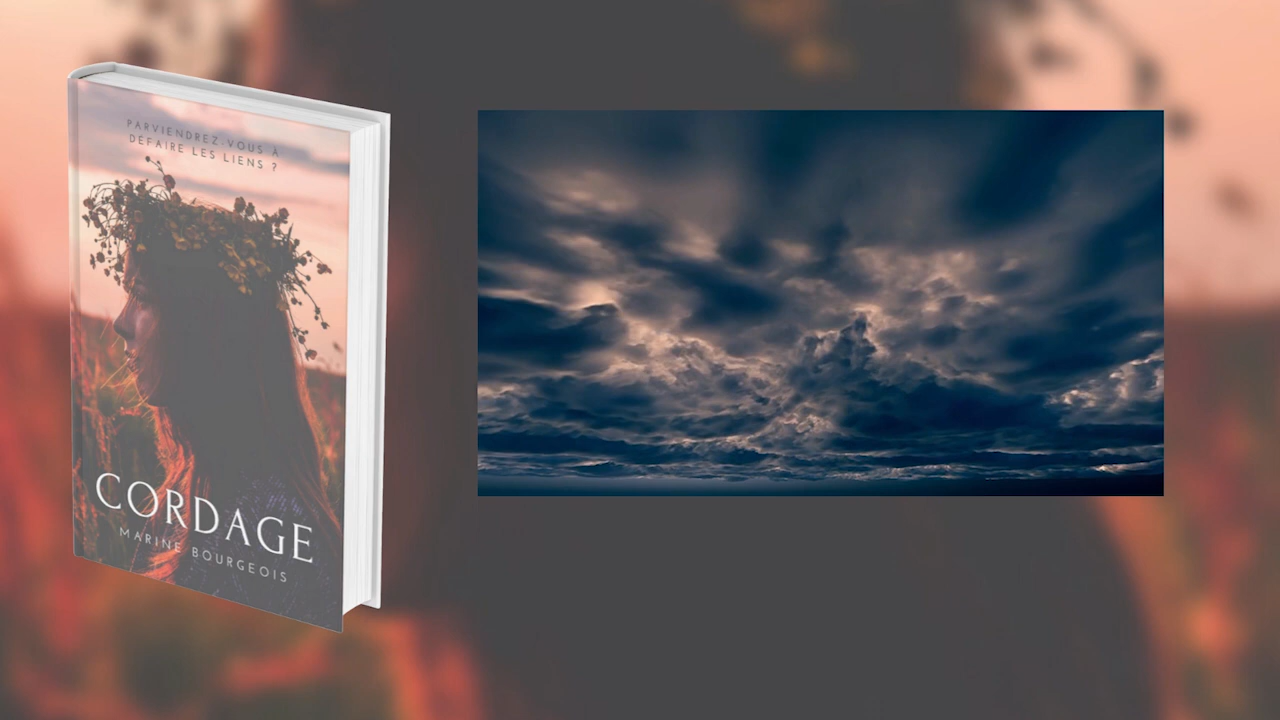 PARVIENDREZ-VOUS À
DÉFAIRE LES LIENS ?
CORDAGE
MARINE BOURGEOIS